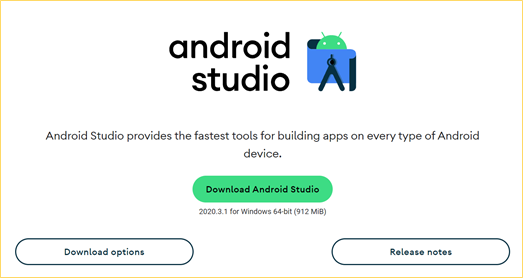 android
studio
Android Studio provides the fastest tools for building apps on every type of Android
device.
Download Android Studio
2020.3.1 for Windows 64-bit (912 MiB)
Download options
Release notes